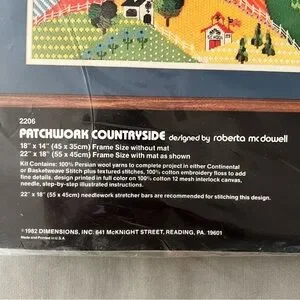 SCHOOL
2206
PATCHWORK COUNTRYSIDE designed by roberta mcdowell
18" x 14" (45 x 35cm) Frame Size without mat
22" x 18" (55 x 45cm) Frame Size with mat as shown
Kit Contains: 100% Persian wool yarns to complete project in either Continental
or Basketweave Stitch plus textured stitches, 100% cotton embroidery floss to add
fine details, design printed in full color on 100% cotton 12 mesh interlock canvas,
needle, step-by-step illustrated instructions.
22" x 18" (55 x 45cm) needlework stretcher bars are recommended for stitching this design.
©1982 DIMENSIONS, INC. 641 McKNIGHT STREET, READING, PA. 19601
Made and Printed in U.S.A.